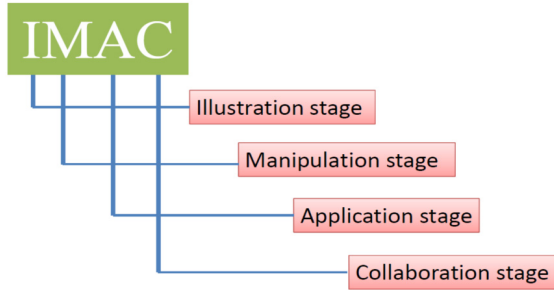 IMAC
Illustration stage
Manipulation stage
Application stage
Collaboration stage